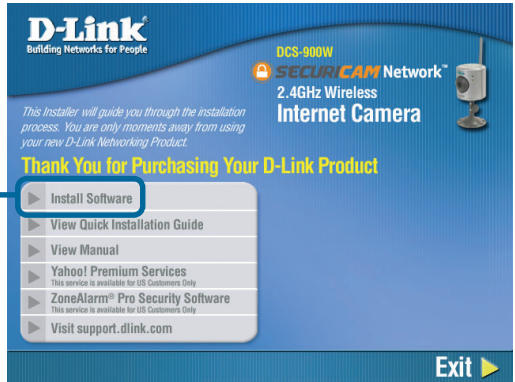 D-Link
Building Networks for People
DCS-900W
SECURICAM Network™
2.4GHz Wireless
Internet Camera
This Installer will guide you through the installation
process. You are only moments away from using
your new D-Link Networking Product.
Thank You for Purchasing Your D-Link Product
Install Software
View Quick Installation Guide
View Manual
Yahoo! Premium Services
This service is available for US Customers Only
ZoneAlarm® Pro Security Software
This service is available for US Customers Only
Visit support.dlink.com
Exit